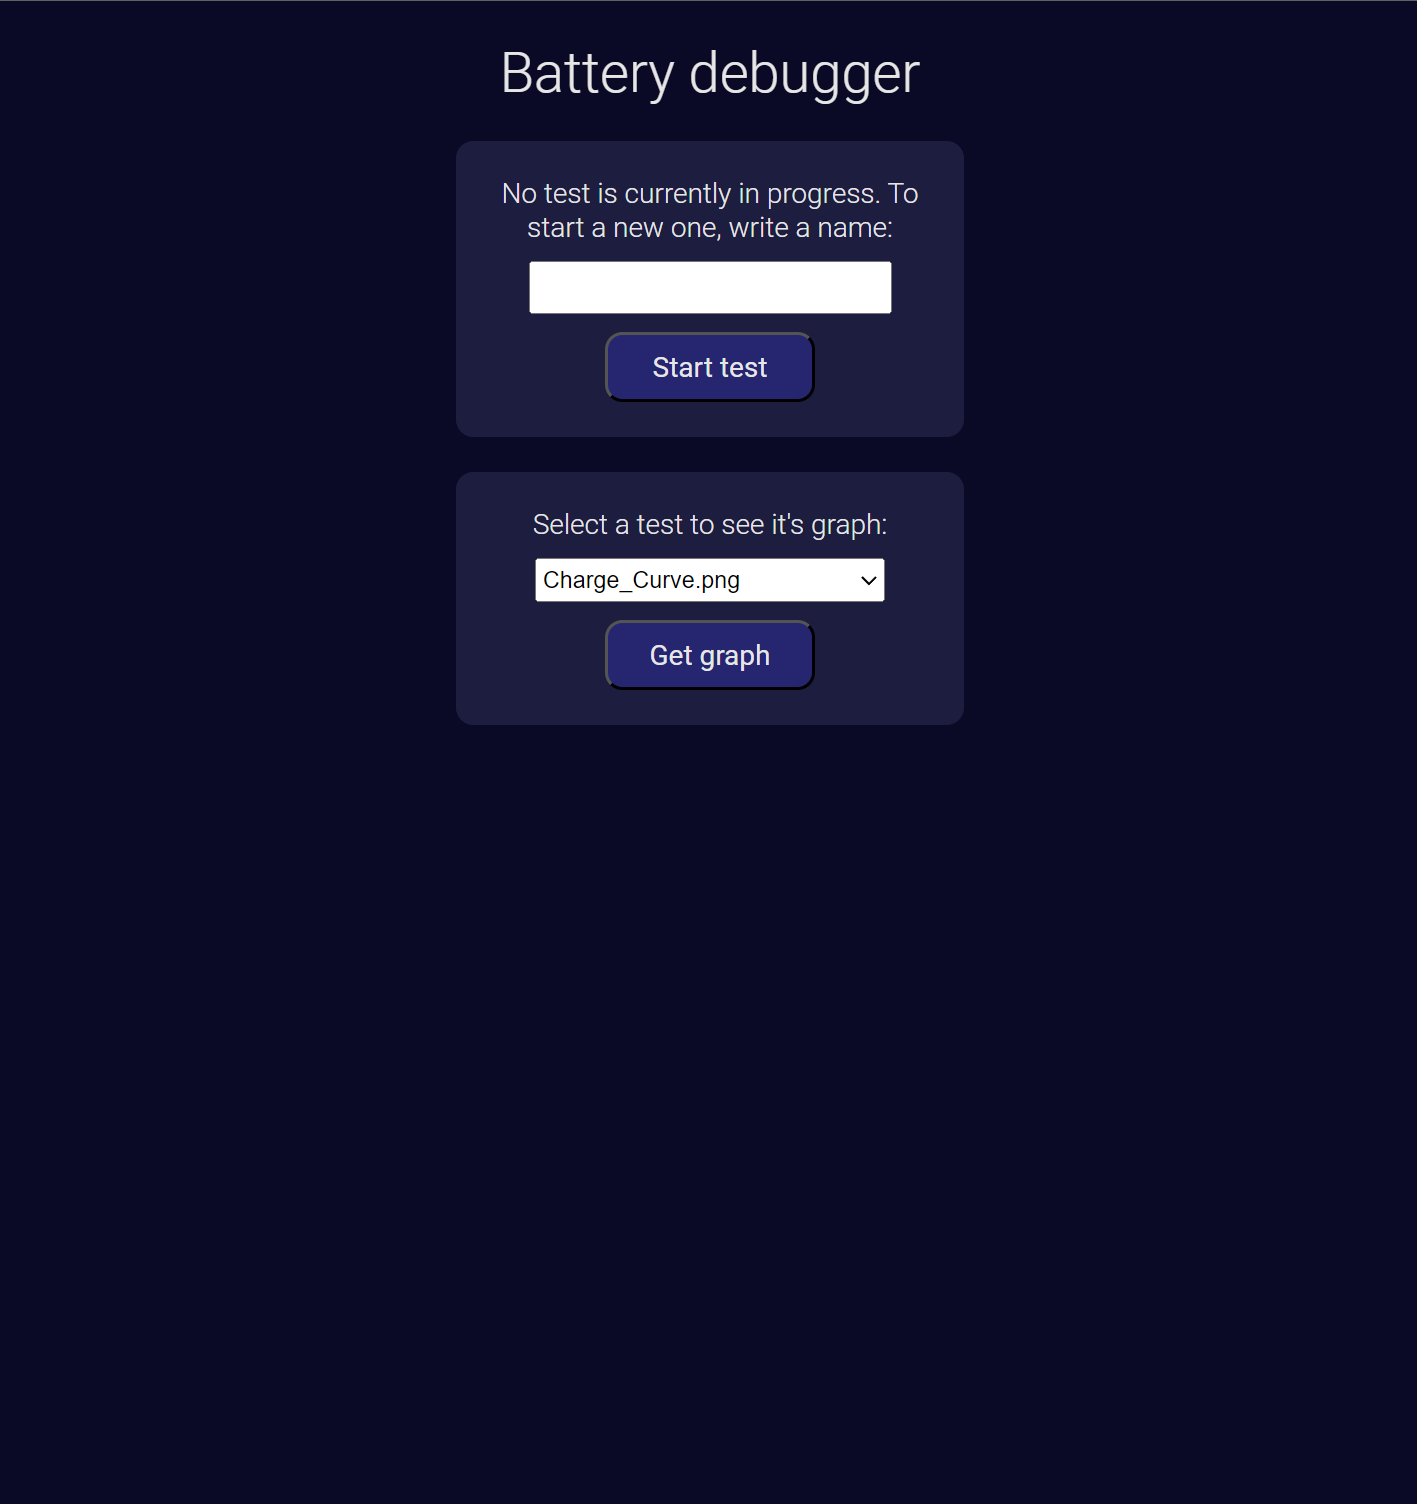 Battery debugger
No test is currently in progress. To
start a new one, write a name:
Start test
Select a test to see it's graph:
Charge_Curve.png
Get graph